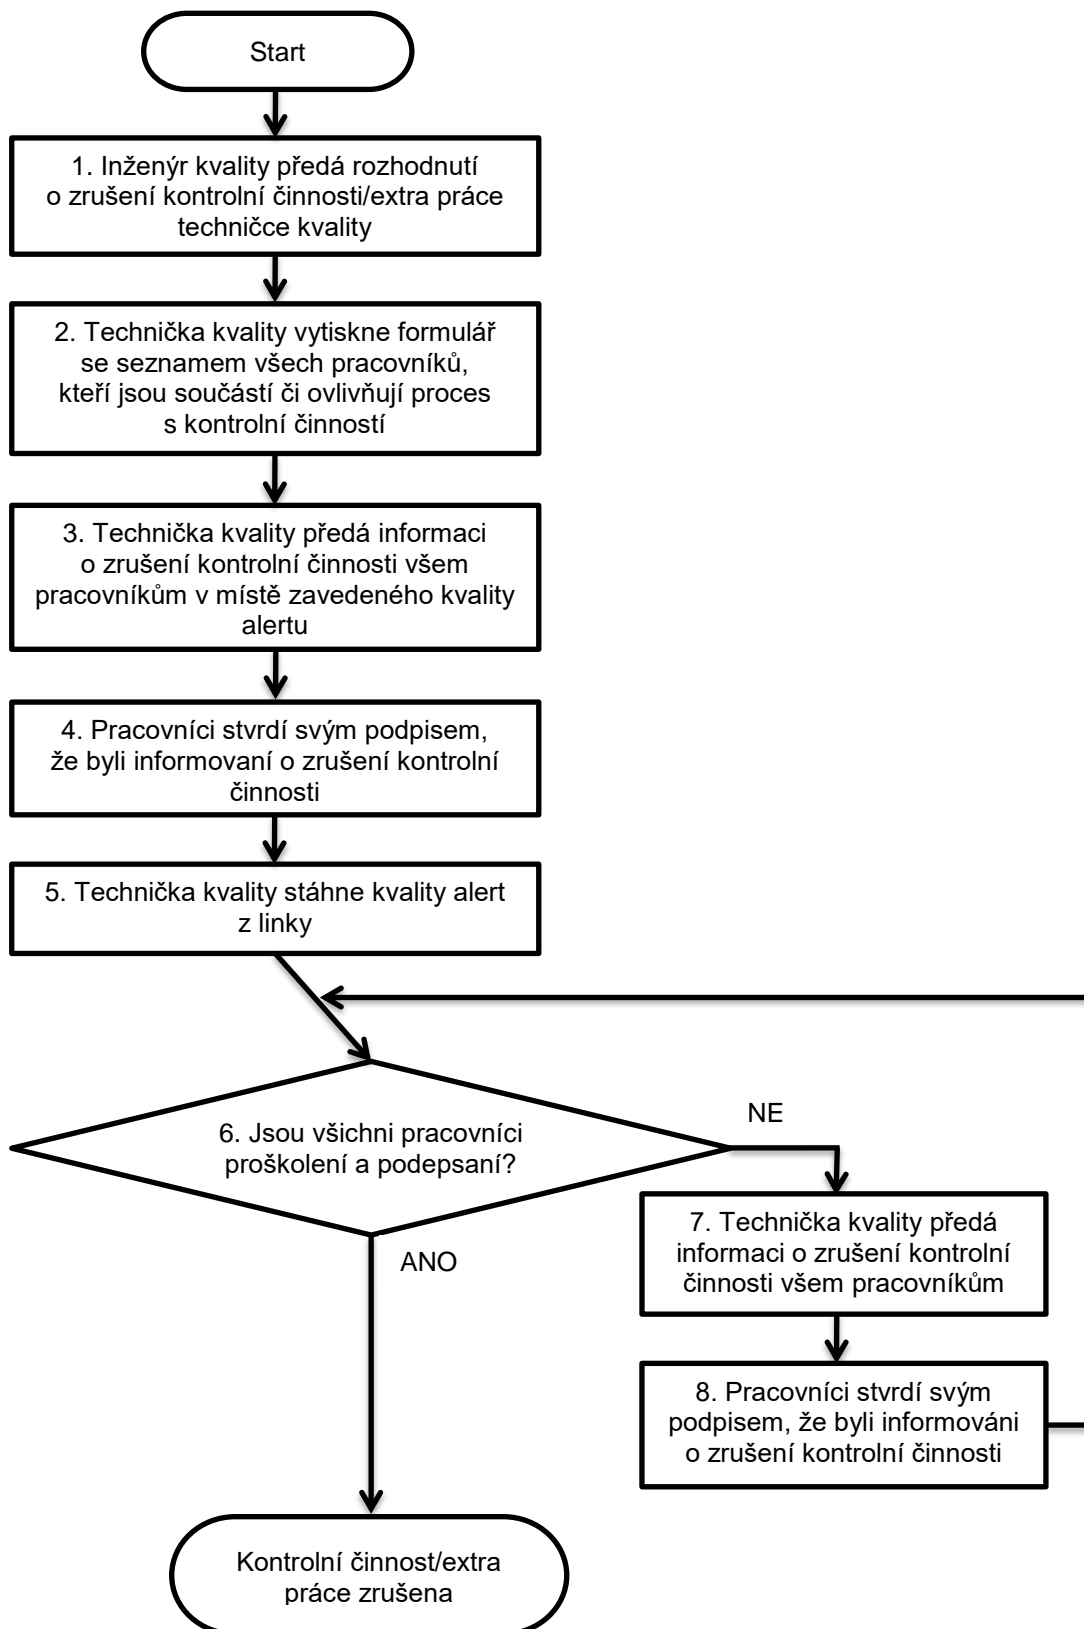 Start
1. Inženýr kvality předá rozhodnutí
o zrušení kontrolní činnosti/extra práce
techničce kvality
2. Technička kvality vytiskne formulář
se seznamem všech pracovníků,
kteří jsou součástí či ovlivňují proces
s kontrolní činností
3. Technička kvality předá informaci
o zrušení kontrolní činnosti všem
pracovníkům v místě zavedeného kvality
alertu
4. Pracovníci stvrdí svým podpisem,
že byli informovaní o zrušení kontrolní
činnosti
5. Technička kvality stáhne kvality alert
z linky
6. Jsou všichni pracovníci
proškolení a podepsaní?
NE
7. Technička kvality předá
informaci o zrušení kontrolní
činnosti všem pracovníkům
ANO
8. Pracovníci stvrdí svým
podpisem, že byli informováni
o zrušení kontrolní činnosti
Kontrolní činnost/extra
práce zrušena